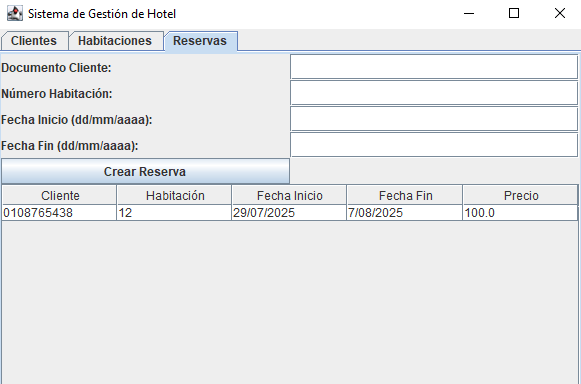 Sistema de Gestión de Hotel
Clientes Habitaciones Reservas
Documento Cliente:
Número Habitación:
Fecha Inicio (dd/mm/aaaa):
Fecha Fin (dd/mm/aaaa):
Crear Reserva
Cliente Habitación Fecha Inicio Fecha Fin Precio
0108765438 12 29/07/2025 7/08/2025 100.0